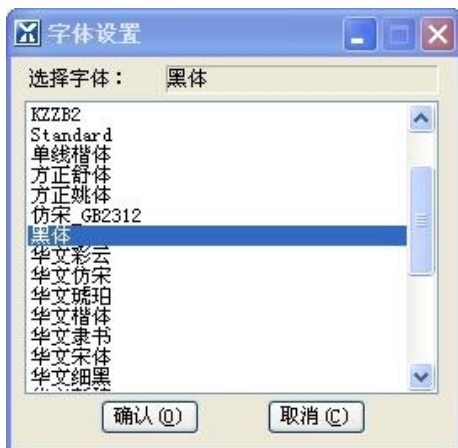 字体设置
选择字体： 黑体
KZZB2
Standard
单线楷体
方正舒体
方正姚体
仿宋_GB2312
黑体
华文彩云
华文仿宋
华文琥珀
华文楷体
华文隶书
华文宋体
华文细黑
确认(O) 取消(C)